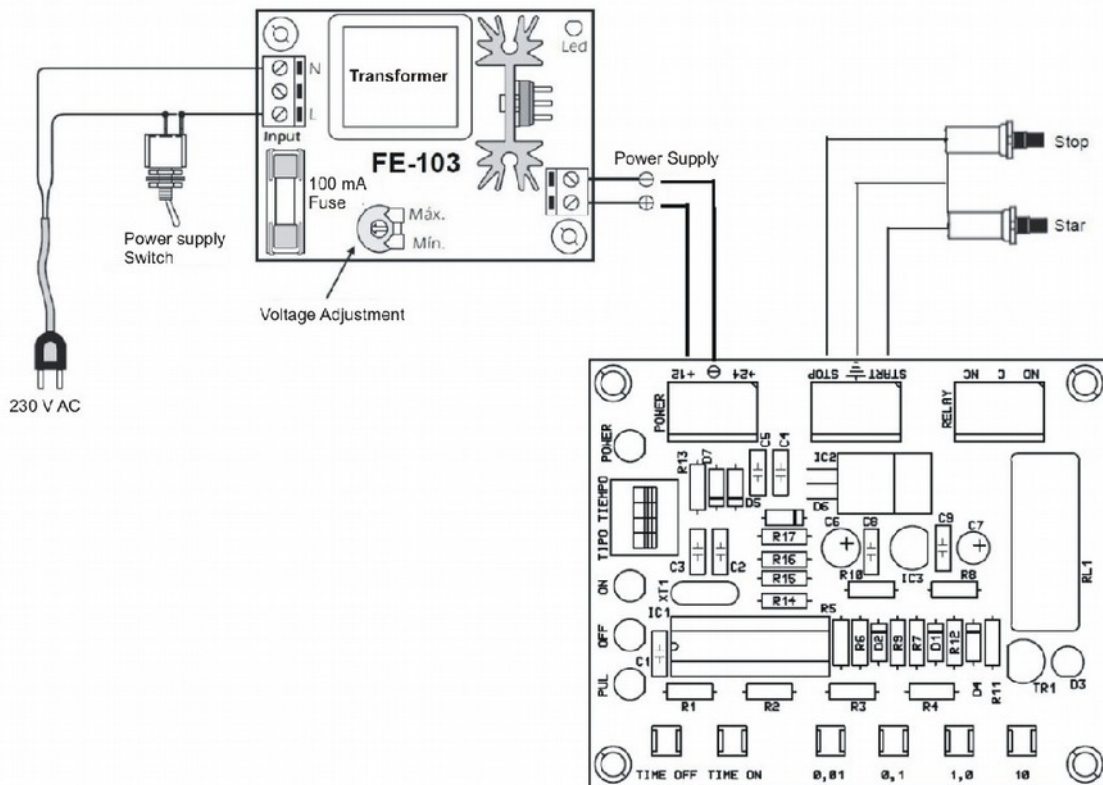 Led
N
Transformer
L
Input
FE-103
100 mA
Fuse
Máx.
Mín.
Power Supply
Power supply
Switch
Voltage Adjustment
230 V AC
Stop
Star
+12
+24
STOP
START
NC
C
NO
POWER
RELAY
POWER
TIPO TIEMPO
ON
OFF
PUL
R13
D7
D5
C5
C4
IC2
D6
R17
R16
R15
R14
C3
C2
XT1
C6
C8
C9
C7
R10
IC3
R8
RL1
IC1
C1
R5
R6
D2
R9
R7
D1
R12
D4
R11
TR1
D3
R1
R2
R3
R4
TIME OFF
TIME ON
0,01
0,1
1,0
10